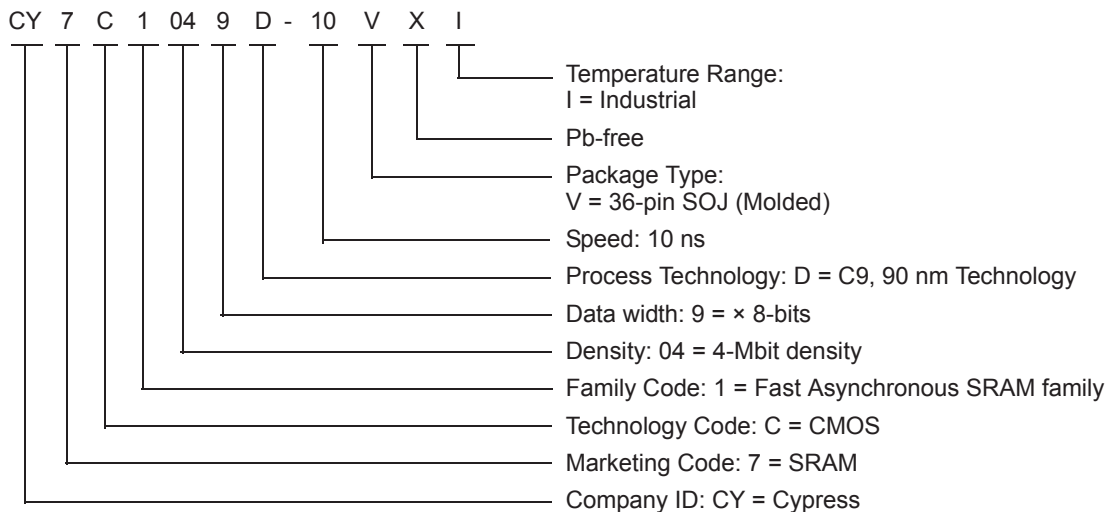 CY 7 C 1 04 9 D - 10 V X I
Temperature Range:
I = Industrial
Pb-free
Package Type:
V = 36-pin SOJ (Molded)
Speed: 10 ns
Process Technology: D = C9, 90 nm Technology
Data width: 9 = × 8-bits
Density: 04 = 4-Mbit density
Family Code: 1 = Fast Asynchronous SRAM family
Technology Code: C = CMOS
Marketing Code: 7 = SRAM
Company ID: CY = Cypress